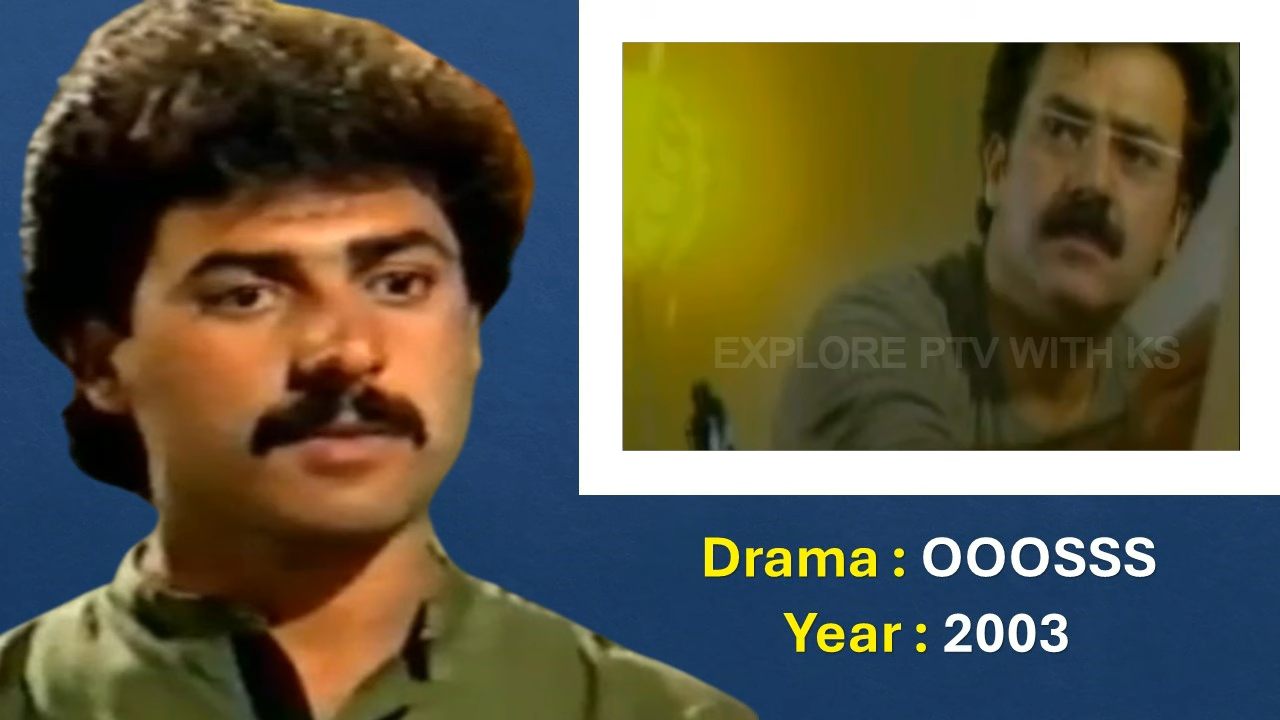 EXPLORE PTV WITH KS
Drama : OOOSSS
Year : 2003